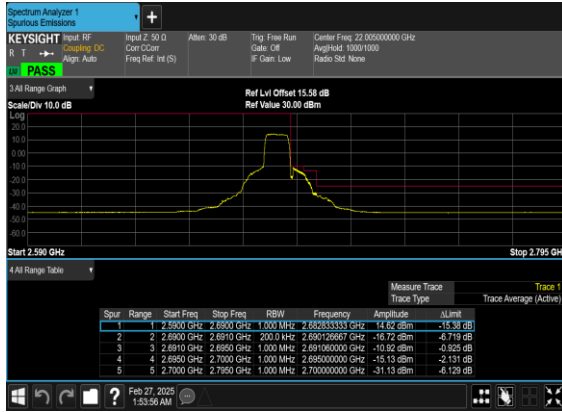 Spectrum Analyzer 1
Spurious Emissions
+
KEYSIGHT Input: RF Input Z: 50 Ω Atten: 30 dB Trig: Free Run Center Freq: 22.005000000 GHz
R T Coupling: DC Corr CCorr Gate: Off Avg|Hold: 1000/1000
Align: Auto Freq Ref: Int (S) IF Gain: Low Radio Std: None
PASS
3 All Range Graph Ref Lvl Offset 15.58 dB
Scale/Div 10.0 dB Ref Value 30.00 dBm
Log
20.0
10.0
0.00
-10.0
-20.0
-30.0
-40.0
-50.0
-60.0
Start 2.590 GHz Stop 2.795 GH
4 All Range Table
Measure Trace Trace 1
Trace Type Trace Average (Active)
Spur Range Start Freq Stop Freq RBW Frequency Amplitude ΔLimit
1 1 2.5900 GHz 2.6900 GHz 1.000 MHz 2.682833333 GHz 14.62 dBm -15.38 dB
2 2 2.6900 GHz 2.6910 GHz 200.0 kHz 2.690126667 GHz -16.72 dBm -6.719 dB
3 3 2.6910 GHz 2.6950 GHz 1.000 MHz 2.691060000 GHz -10.92 dBm -0.925 dB
4 4 2.6950 GHz 2.7000 GHz 1.000 MHz 2.695000000 GHz -15.13 dBm -2.131 dB
5 5 2.7000 GHz 2.7950 GHz 1.000 MHz 2.700000000 GHz -31.13 dBm -6.129 dB
? Feb 27, 2025
1:53:56 AM